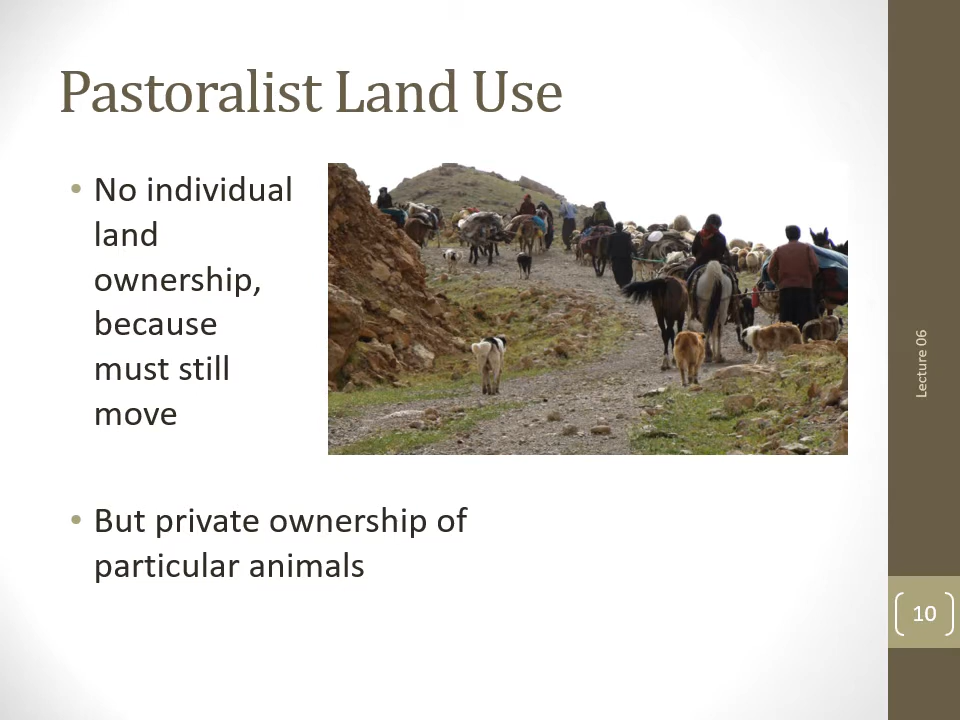 Pastoralist Land Use
• No individual
land
ownership,
because
must still
move
• But private ownership of
particular animals
Lecture 06
10